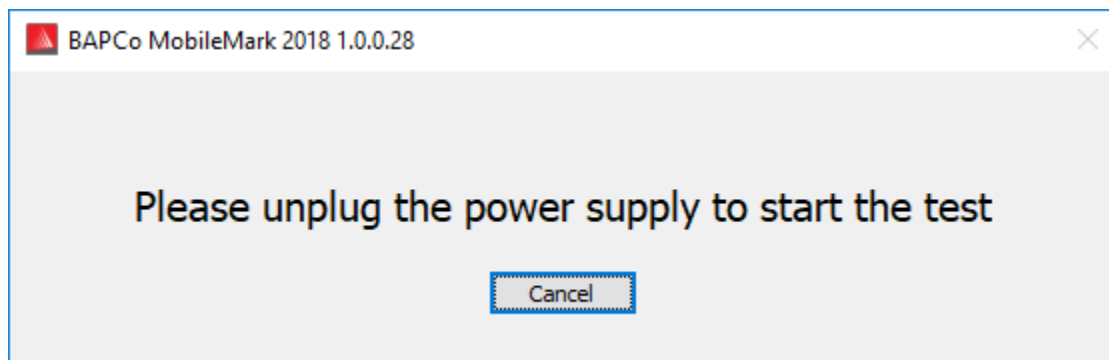 BAPCo MobileMark 2018 1.0.0.28
Please unplug the power supply to start the test
Cancel